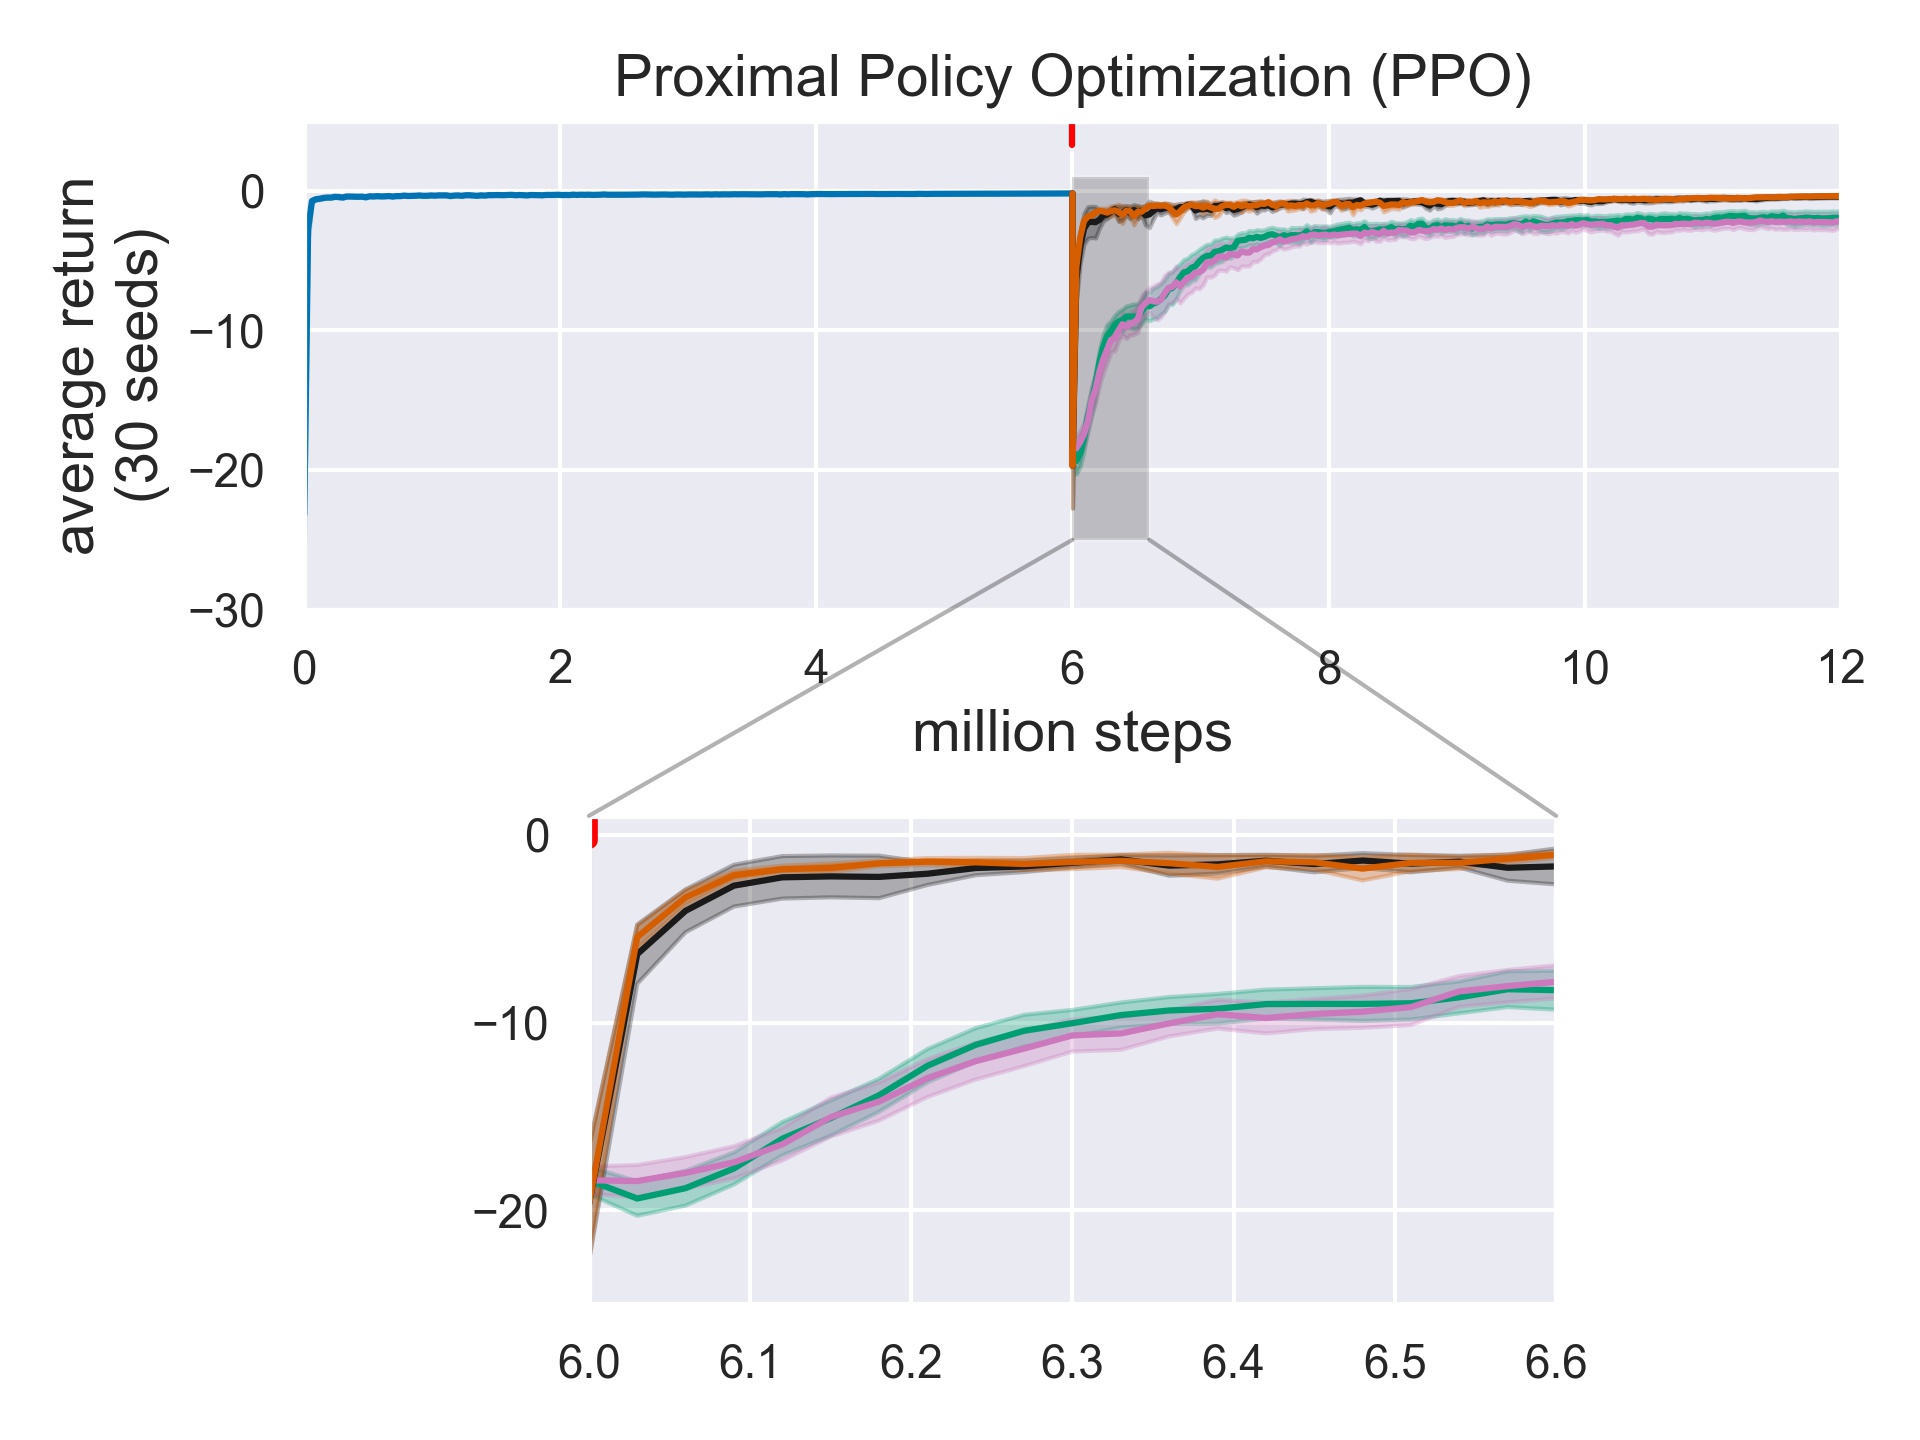 Proximal Policy Optimization (PPO)
average return
(30 seeds)
0
−10
−20
−30
0 2 4 6 8 10 12
million steps
0
−10
−20
6.0 6.1 6.2 6.3 6.4 6.5 6.6